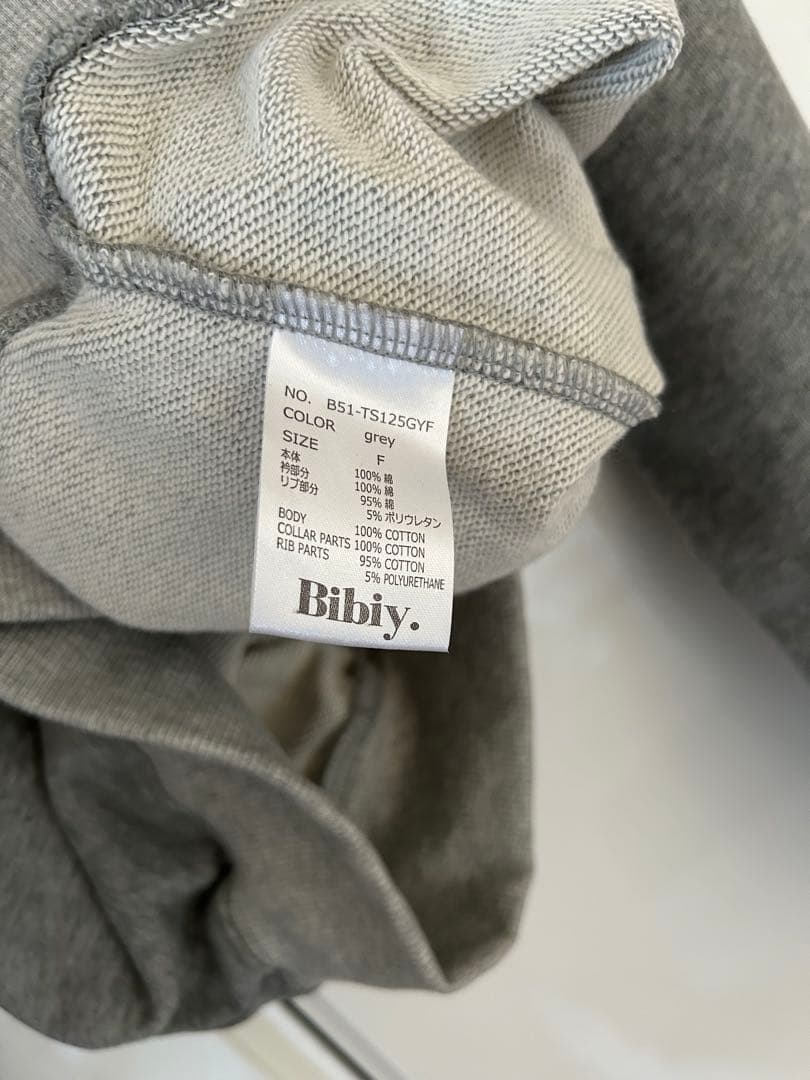 NO. B51-TS125GYF
COLOR grey
SIZE F
本体 100% 綿
衿部分 100% 綿
リブ部分 95% 綿
5% ポリウレタン
BODY 100% COTTON
COLLAR PARTS 100% COTTON
RIB PARTS 95% COTTON
5% POLYURETHANE
Bibiy.